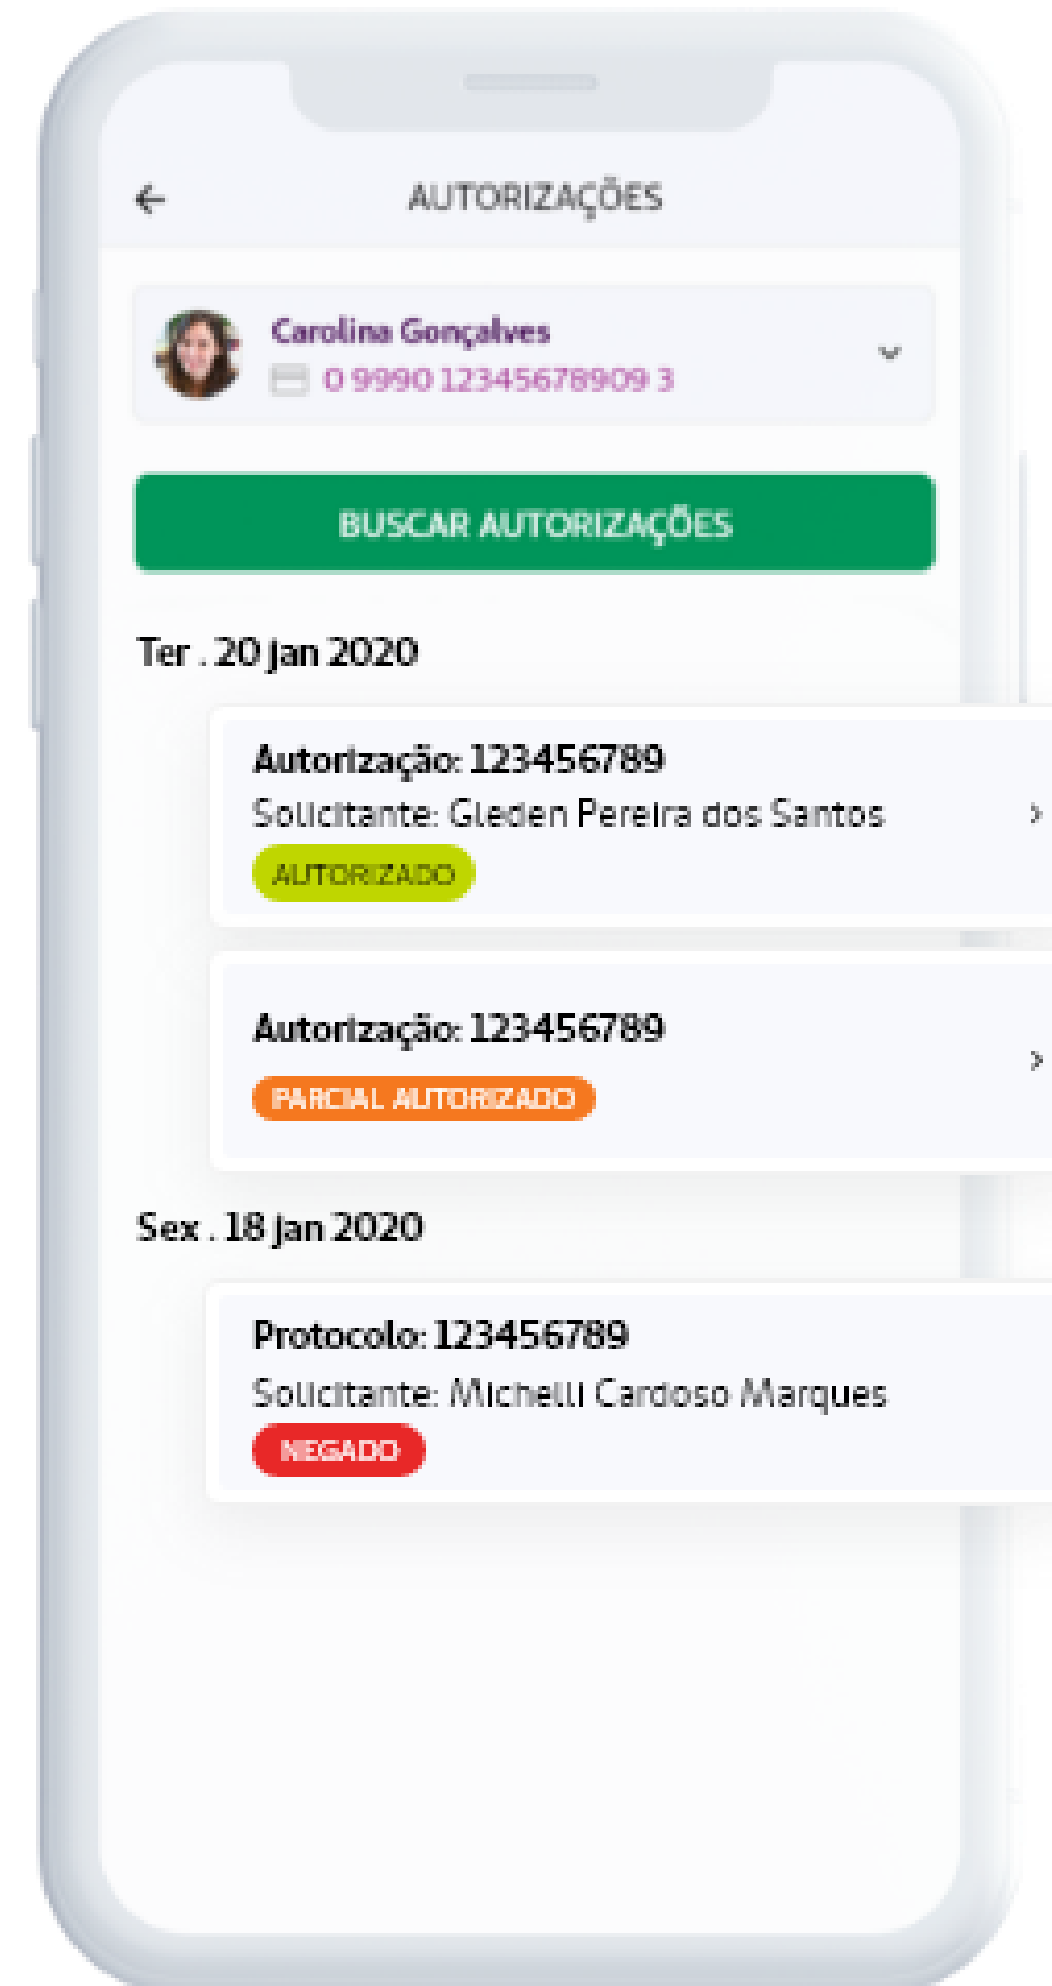 AUTORIZAÇÕES
Carolina Gonçalves
0 9990 12345678909 3
BUSCAR AUTORIZAÇÕES
Ter . 20 jan 2020
Autorização: 123456789
Solicitante: Gleden Pereira dos Santos
AUTORIZADO
Autorização: 123456789
PARCIAL AUTORIZADO
Sex . 18 jan 2020
Protocolo: 123456789
Solicitante: Michelli Cardoso Marques
NEGADO